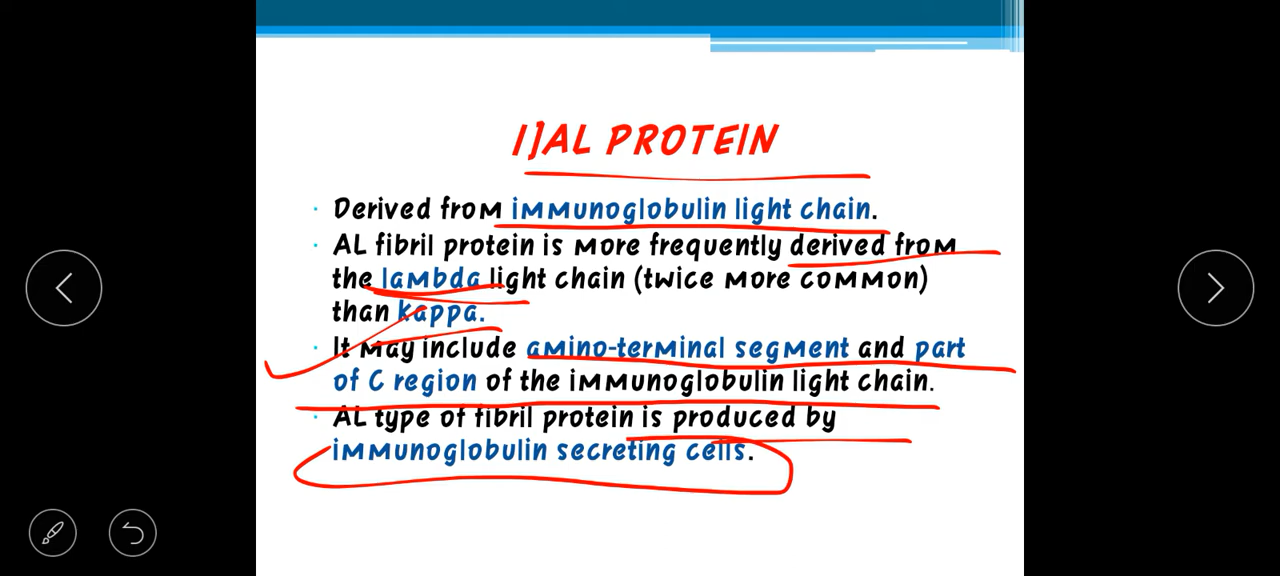 1)AL PROTEIN
· Derived from immunoglobulin light chain.
· AL fibril protein is more frequently derived from
the lambda light chain (twice more common)
than kappa.
· It may include amino-terminal segment and part
of C region of the immunoglobulin light chain.
· AL type of fibril protein is produced by
immunoglobulin secreting cells.